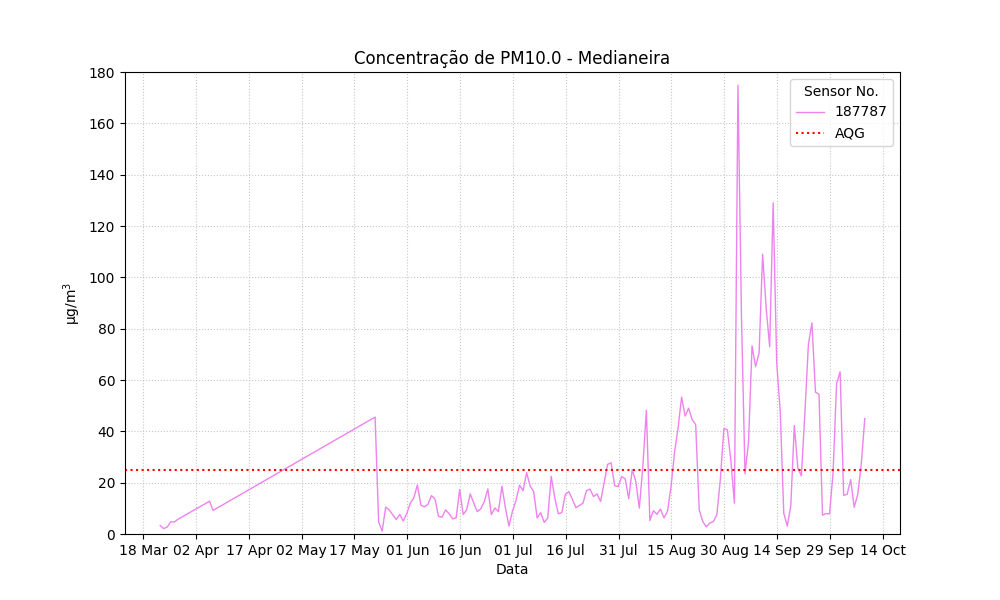 Concentração de PM10.0 - Medianeira
180
160
140
120
100
80
60
40
20
0
µg/m³
Sensor No.
187787
AQG
18 Mar 02 Apr 17 Apr 02 May 17 May 01 Jun 16 Jun 01 Jul 16 Jul 31 Jul 15 Aug 30 Aug 14 Sep 29 Sep 14 Oct
Data